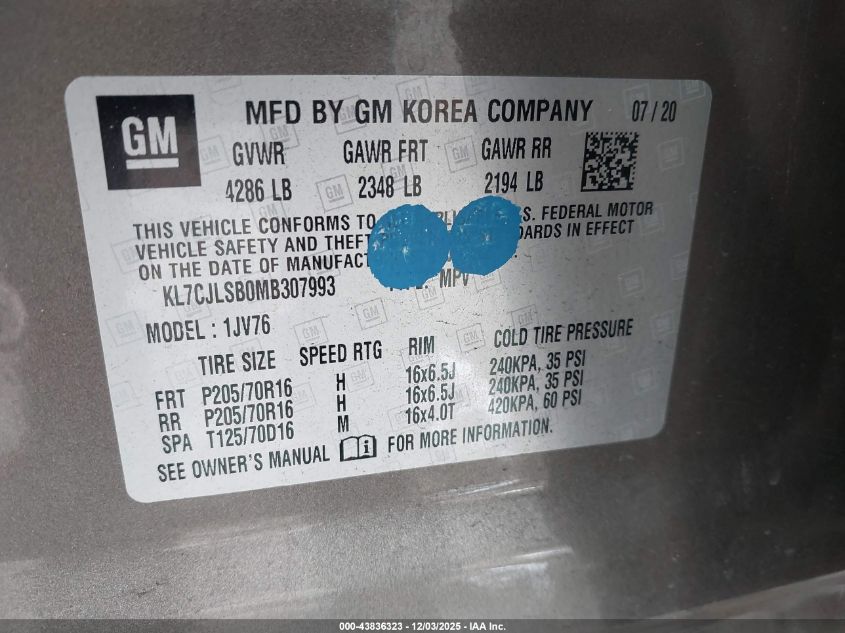 GM
MFD BY GM KOREA COMPANY 07 / 20
GVWR GAWR FRT GAWR RR
4286 LB 2348 LB 2194 LB
THIS VEHICLE CONFORMS TO S. FEDERAL MOTOR
VEHICLE SAFETY AND THEFT IN EFFECT
ON THE DATE OF
KL7CJLSB0MB307993 MPV
MODEL : 1JV76
TIRE SIZE SPEED RTG RIM COLD TIRE PRESSURE
FRT P205/70R16 H 16x6.5J 240KPA, 35 PSI
RR P205/70R16 H 16x6.5J 240KPA, 35 PSI
SPA T125/70D16 M 16x4.0T 420KPA, 60 PSI
SEE OWNER'S MANUAL FOR MORE INFORMATION.
000-43836323 - 12/03/2025 - IAA Inc.